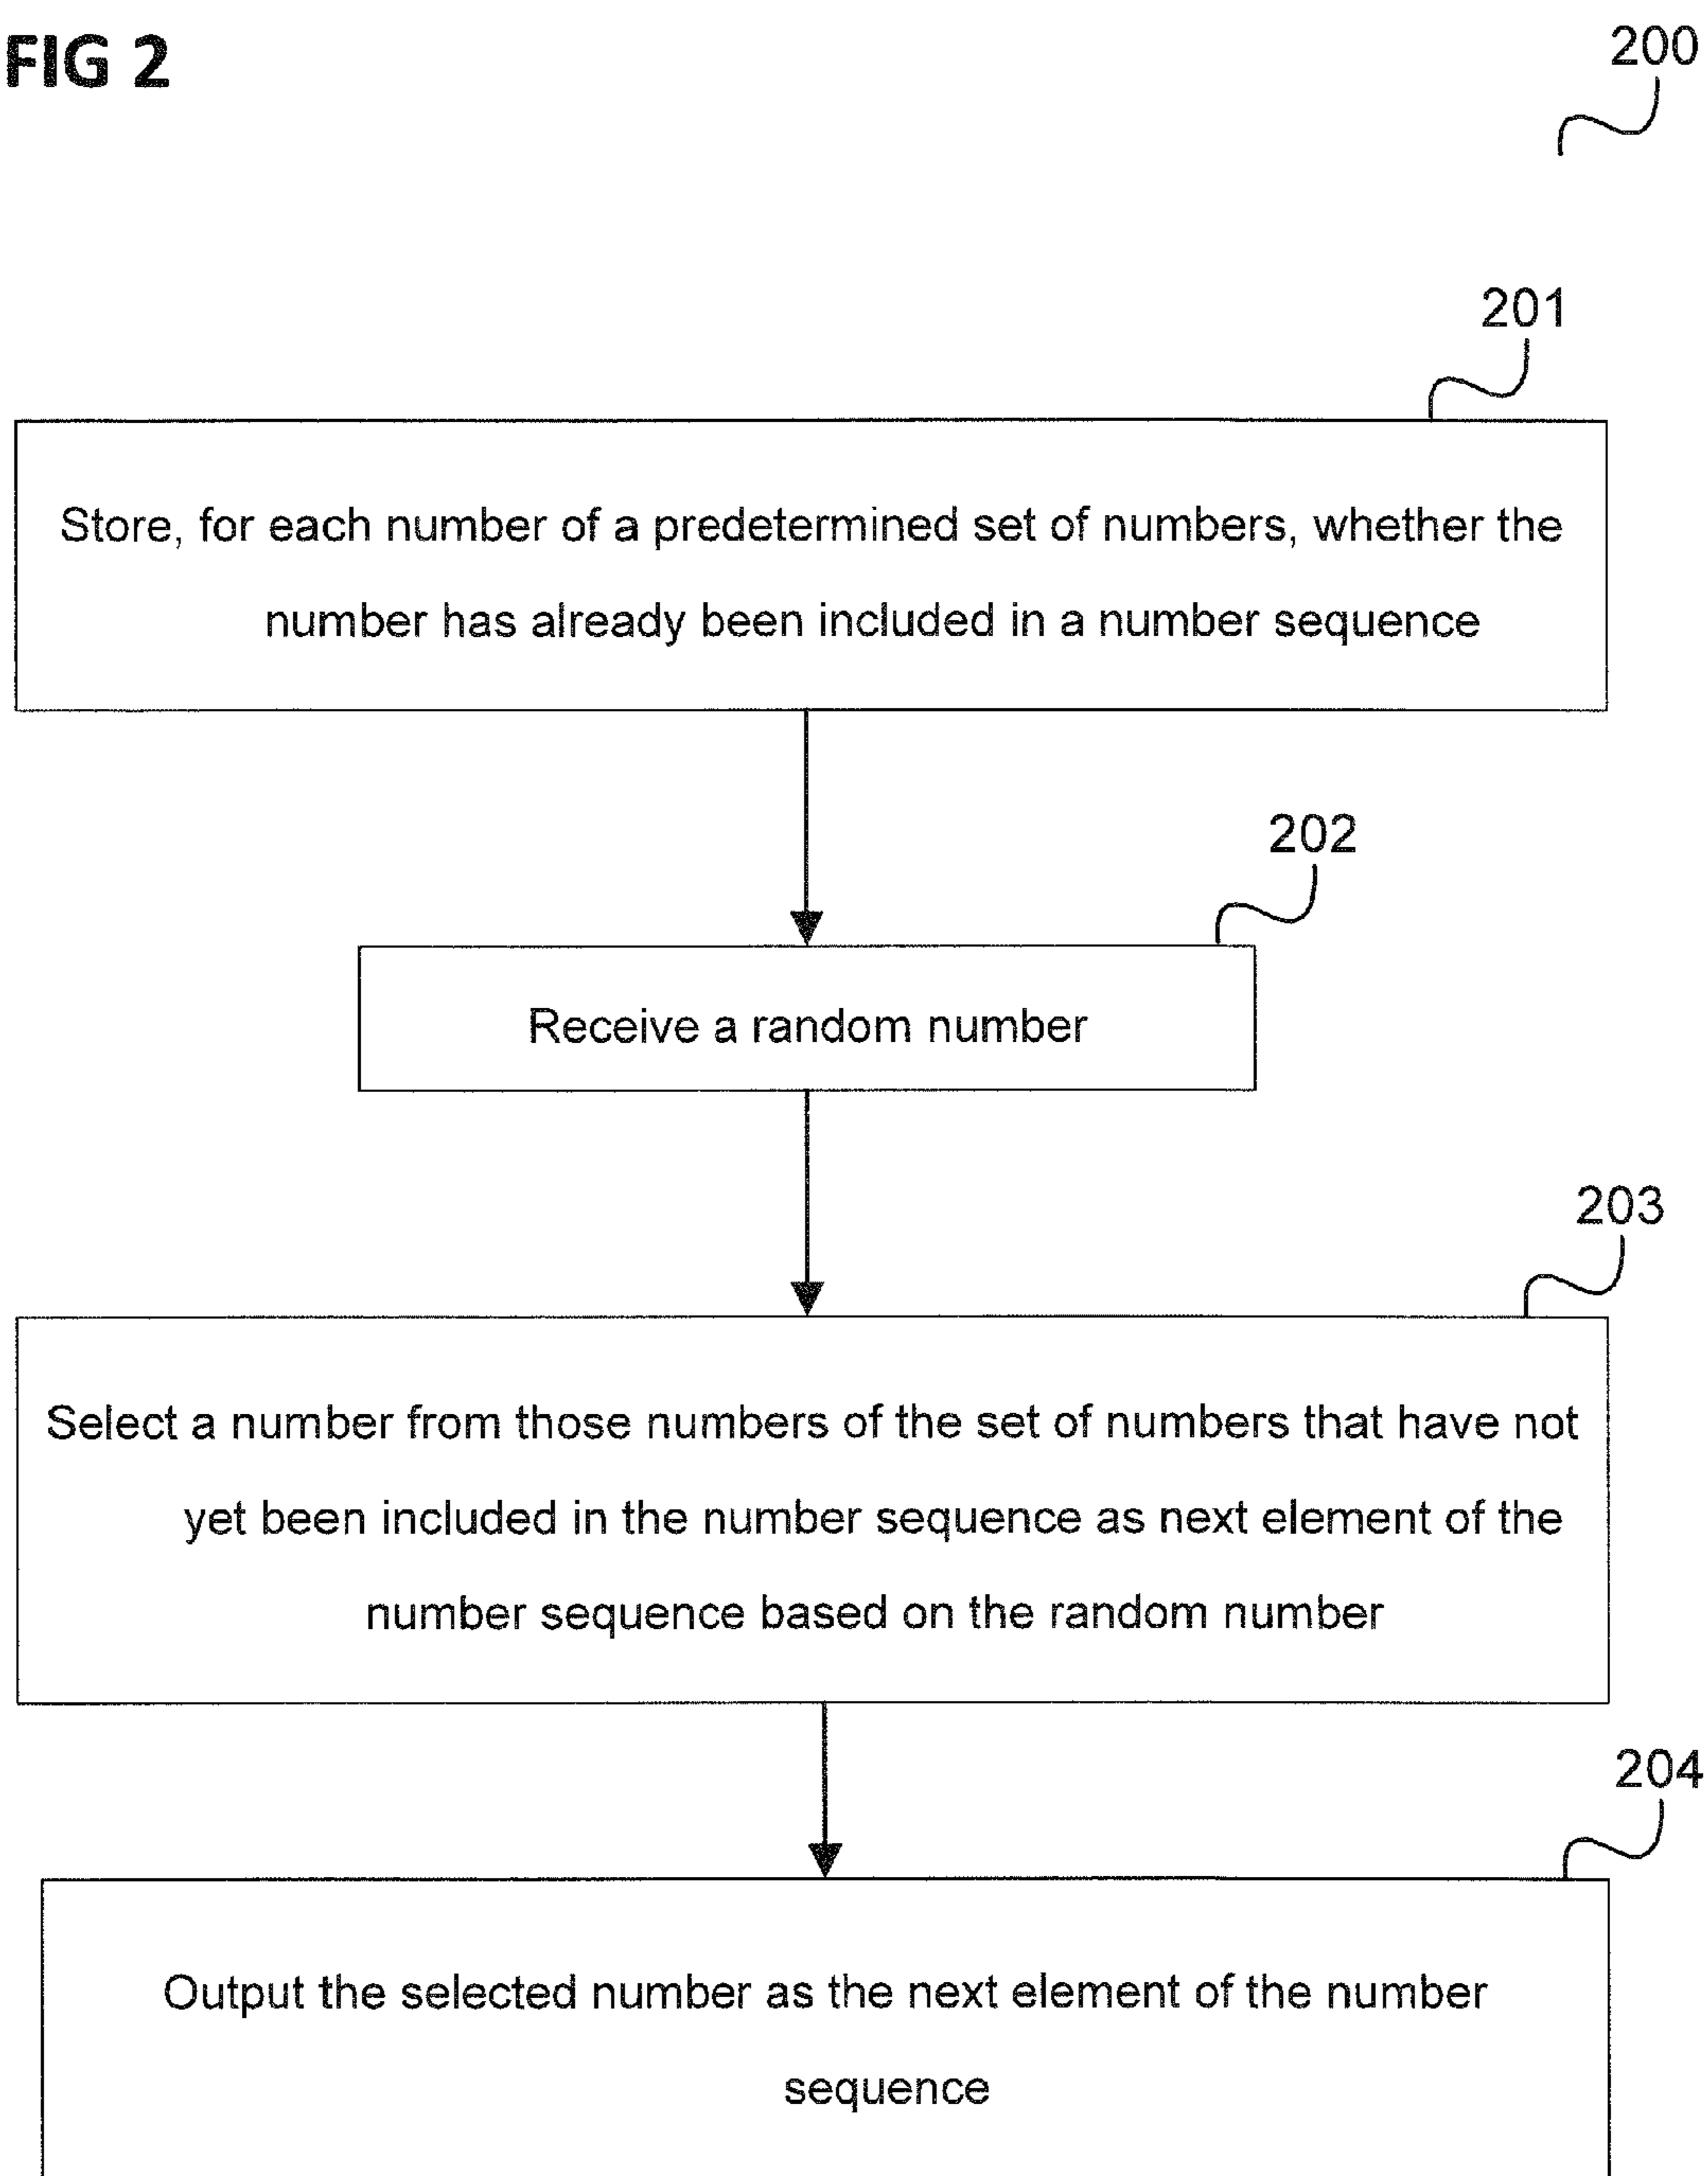 FIG 2
200
201
Store, for each number of a predetermined set of numbers, whether the
number has already been included in a number sequence
202
Receive a random number
203
Select a number from those numbers of the set of numbers that have not
yet been included in the number sequence as next element of the
number sequence based on the random number
204
Output the selected number as the next element of the number
sequence